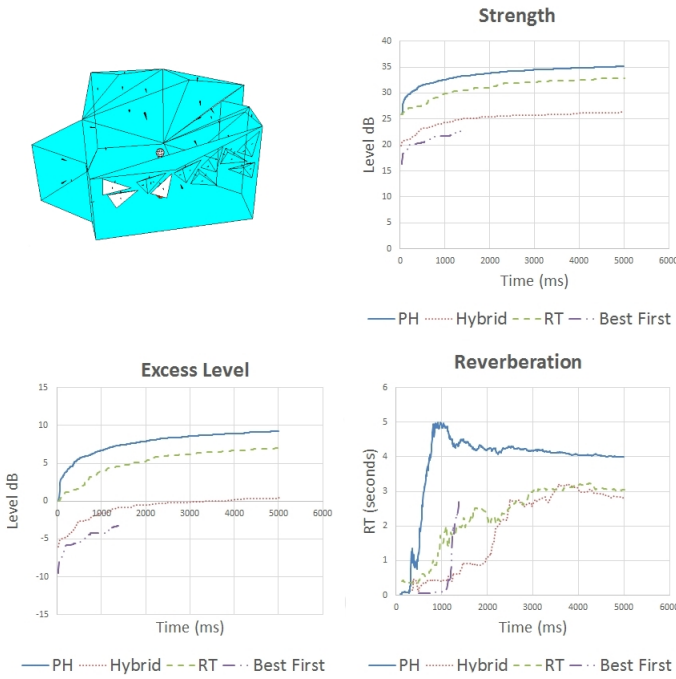 Strength
Level dB
40
35
30
25
20
15
10
5
0
0 1000 2000 3000 4000 5000 6000
Time (ms)
PH Hybrid RT Best First
Excess Level
Level dB
15
10
5
0
-5
-10
-15
0 1000 2000 3000 4000 5000 6000
Time (ms)
PH Hybrid RT Best First
Reverberation
RT (seconds)
6
5
4
3
2
1
0
0 1000 2000 3000 4000 5000 6000
Time (ms)
PH Hybrid RT Best First